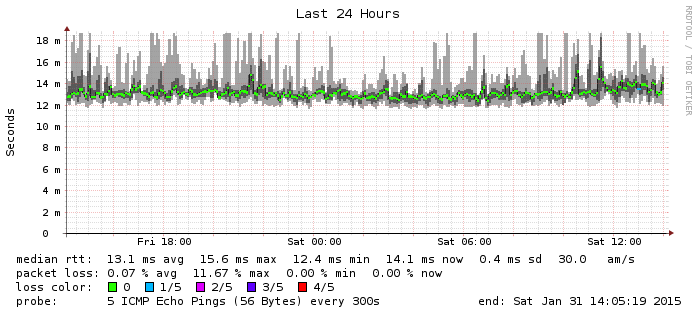 Last 24 Hours
RRDTOOL / TOBI OETIKER
Seconds
18 m
16 m
14 m
12 m
10 m
8 m
6 m
4 m
2 m
0
Fri 18:00 Sat 00:00 Sat 06:00 Sat 12:00
median rtt: 13.1 ms avg 15.6 ms max 12.4 ms min 14.1 ms now 0.4 ms sd 30.0 am/s
packet loss: 0.07 % avg 11.67 % max 0.00 % min 0.00 % now
loss color: 0 1/5 2/5 3/5 4/5
probe: 5 ICMP Echo Pings (56 Bytes) every 300s end: Sat Jan 31 14:05:19 2015